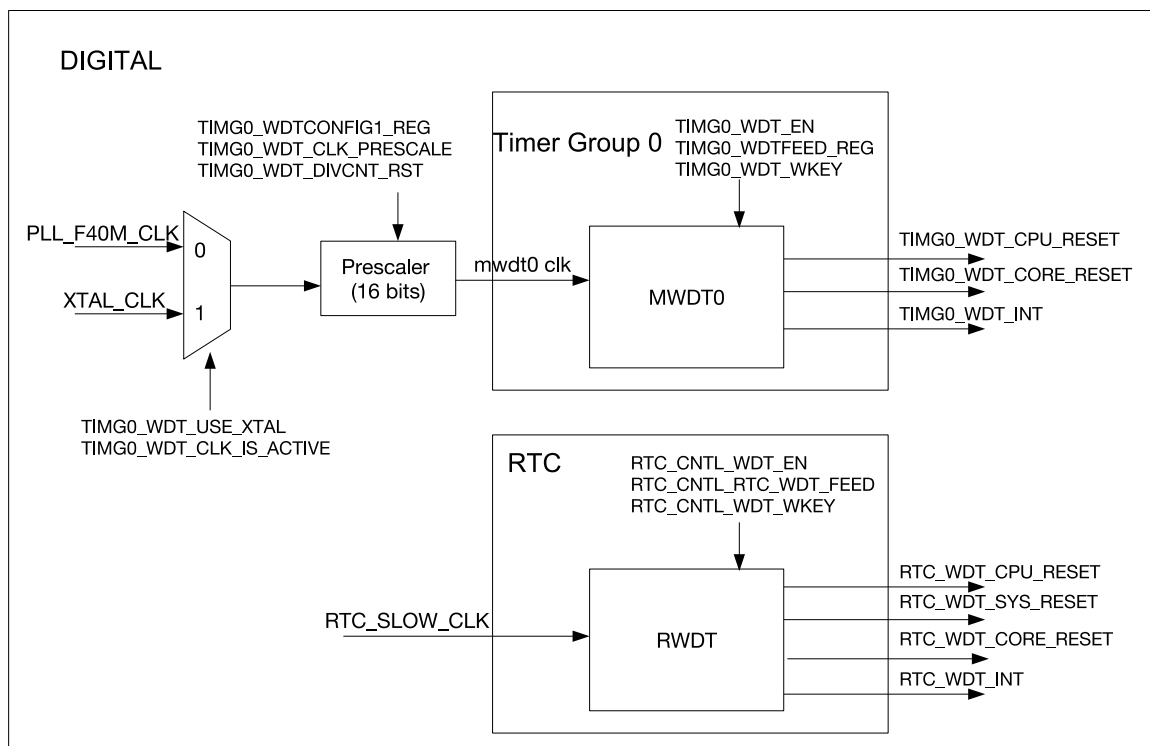 DIGITAL
TIMG0_WDTCONFIG1_REG
TIMG0_WDT_CLK_PRESCALE
TIMG0_WDT_DIVCNT_RST
Timer Group 0
TIMG0_WDT_EN
TIMG0_WDTFEED_REG
TIMG0_WDT_WKEY
PLL_F40M_CLK
0
XTAL_CLK
1
Prescaler
(16 bits)
mwdt0 clk
MWDT0
TIMG0_WDT_CPU_RESET
TIMG0_WDT_CORE_RESET
TIMG0_WDT_INT
TIMG0_WDT_USE_XTAL
TIMG0_WDT_CLK_IS_ACTIVE
RTC
RTC_CNTL_WDT_EN
RTC_CNTL_RTC_WDT_FEED
RTC_CNTL_WDT_WKEY
RTC_SLOW_CLK
RWDT
RTC_WDT_CPU_RESET
RTC_WDT_SYS_RESET
RTC_WDT_CORE_RESET
RTC_WDT_INT